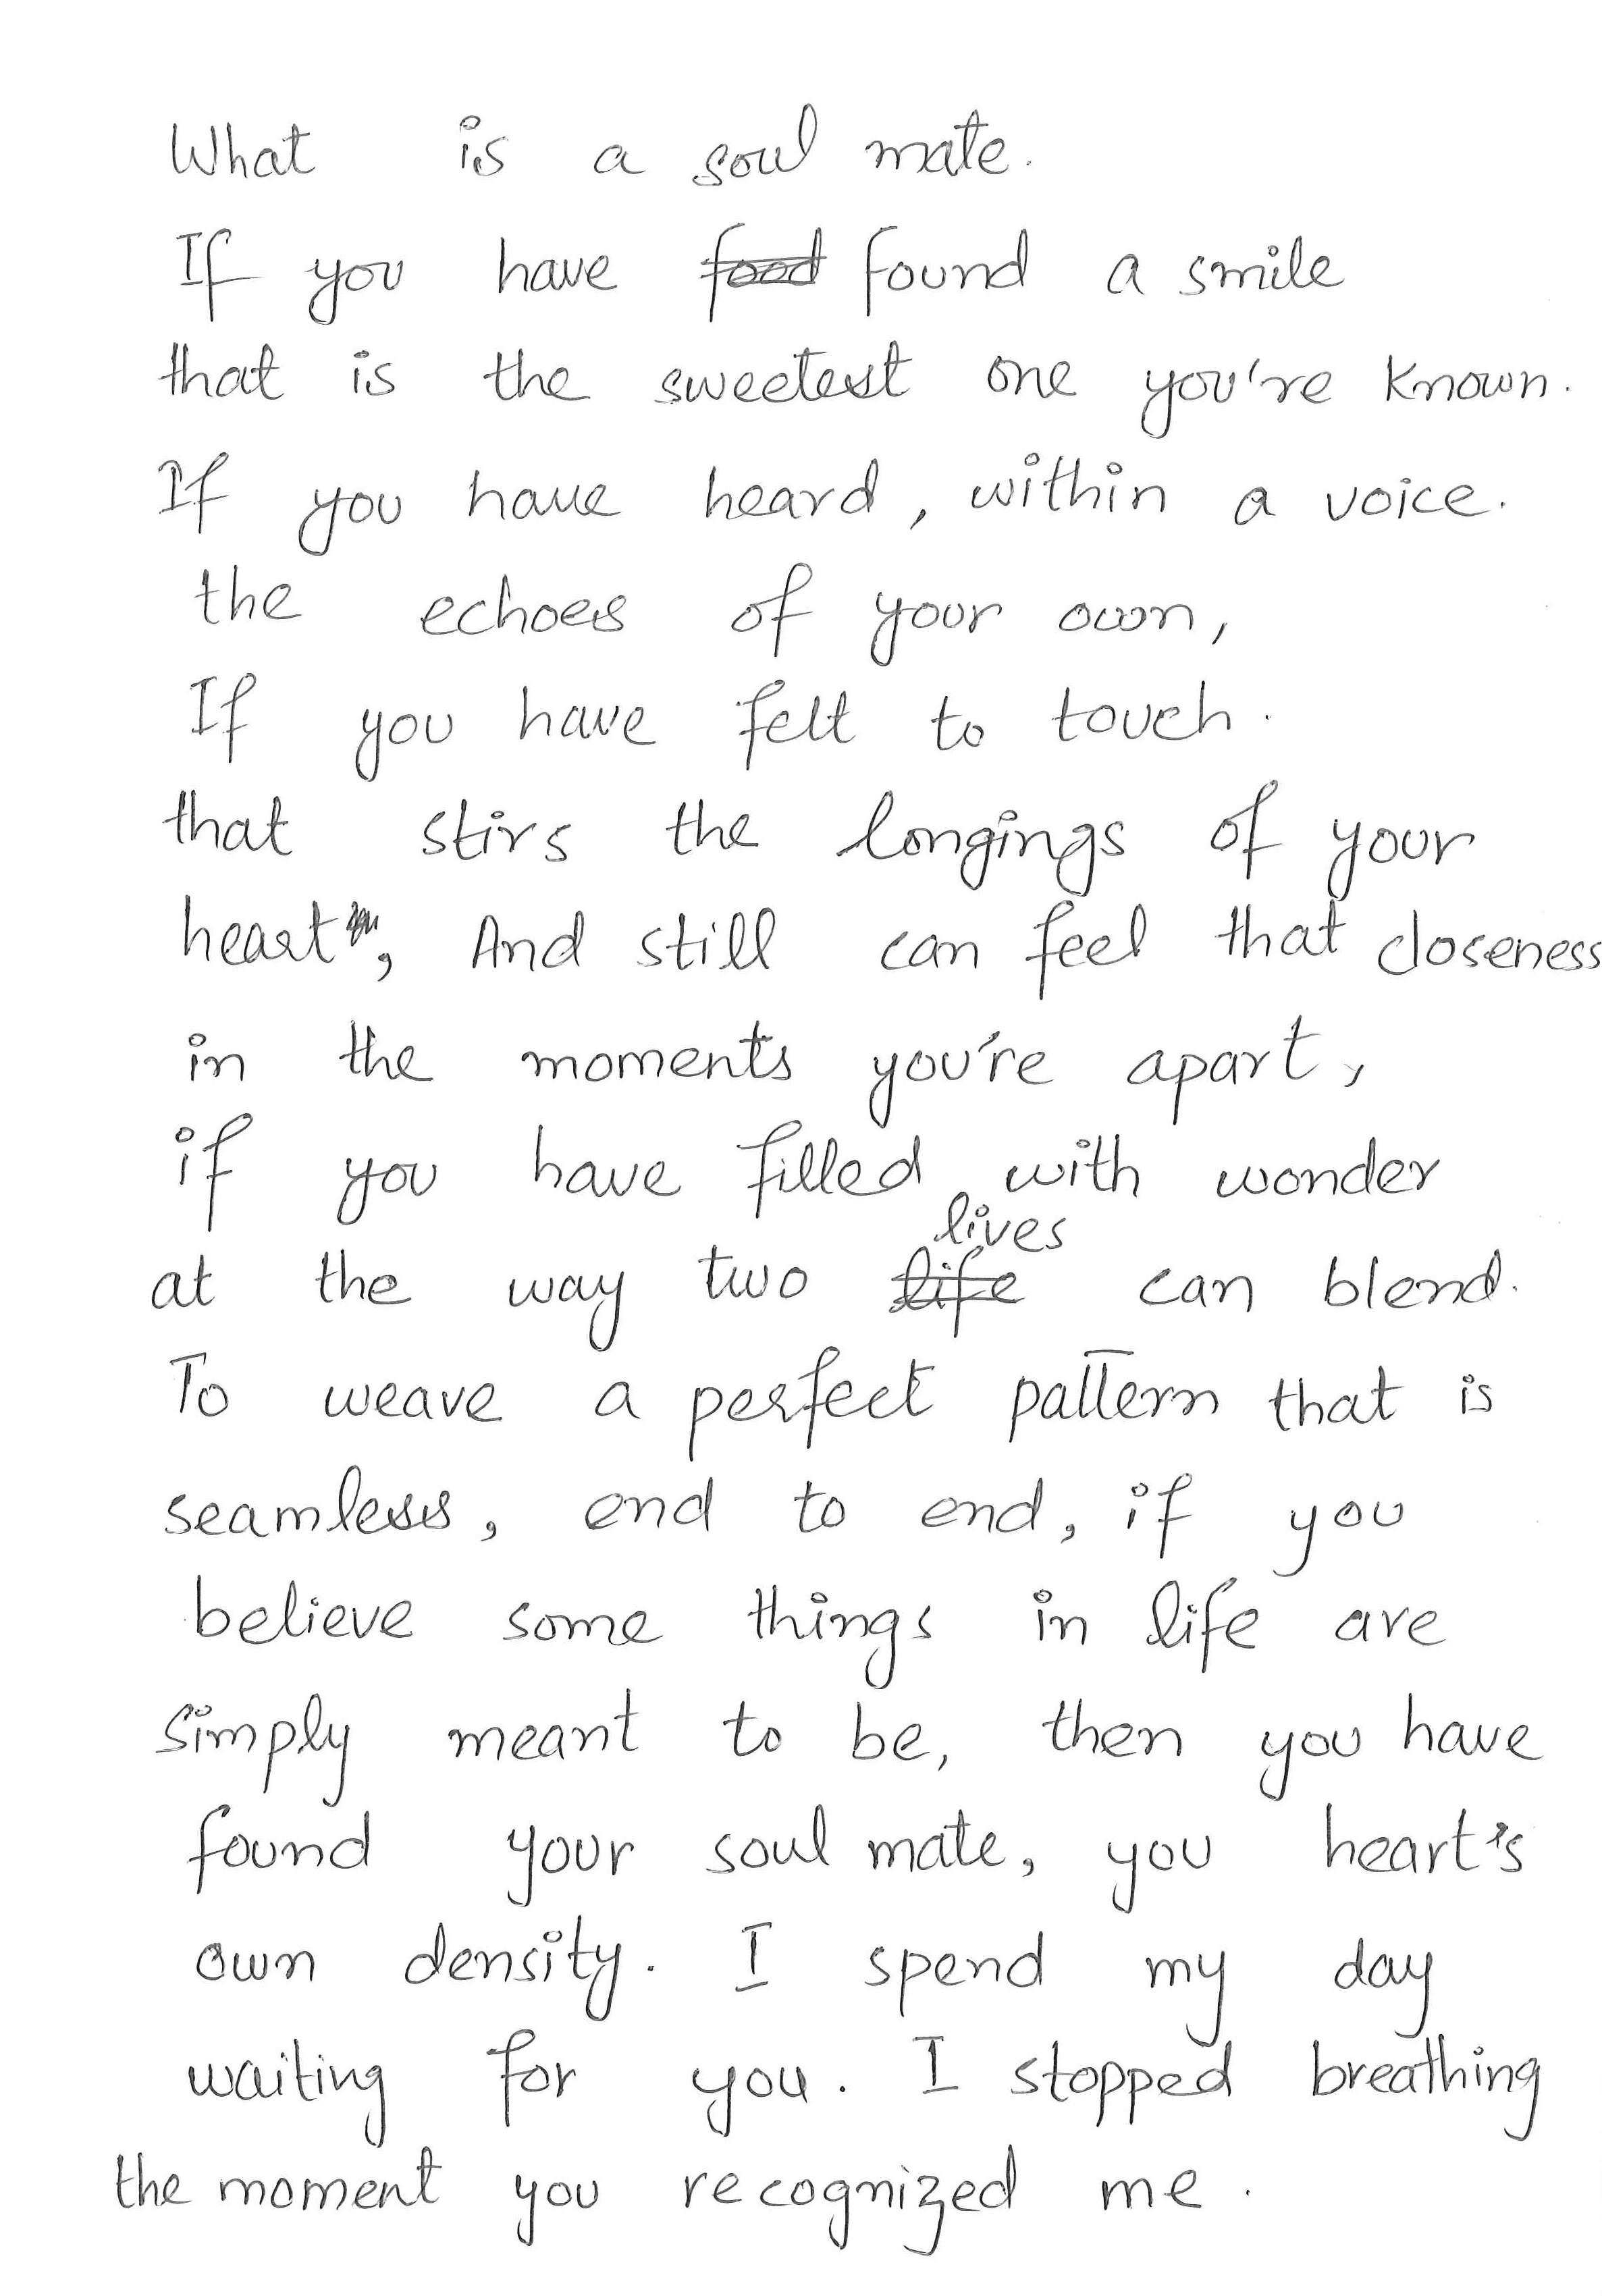 What is a soul mate.
If you have food found a smile
that is the sweetest one you're known.
If you have heard, within a voice.
the echoes of your own,
If you have felt to touch.
that stirs the longings of your
heart, And still can feel that closeness
in the moments you're apart,
if you have filled with wonder
lives
at the way two life can blend.
To weave a perfect pattern that is
seamless, end to end, if you
believe some things in life are
simply meant to be, then you have
found your soul mate, you heart's
own density. I spend my day
waiting for you. I stopped breathing
the moment you recognized me.